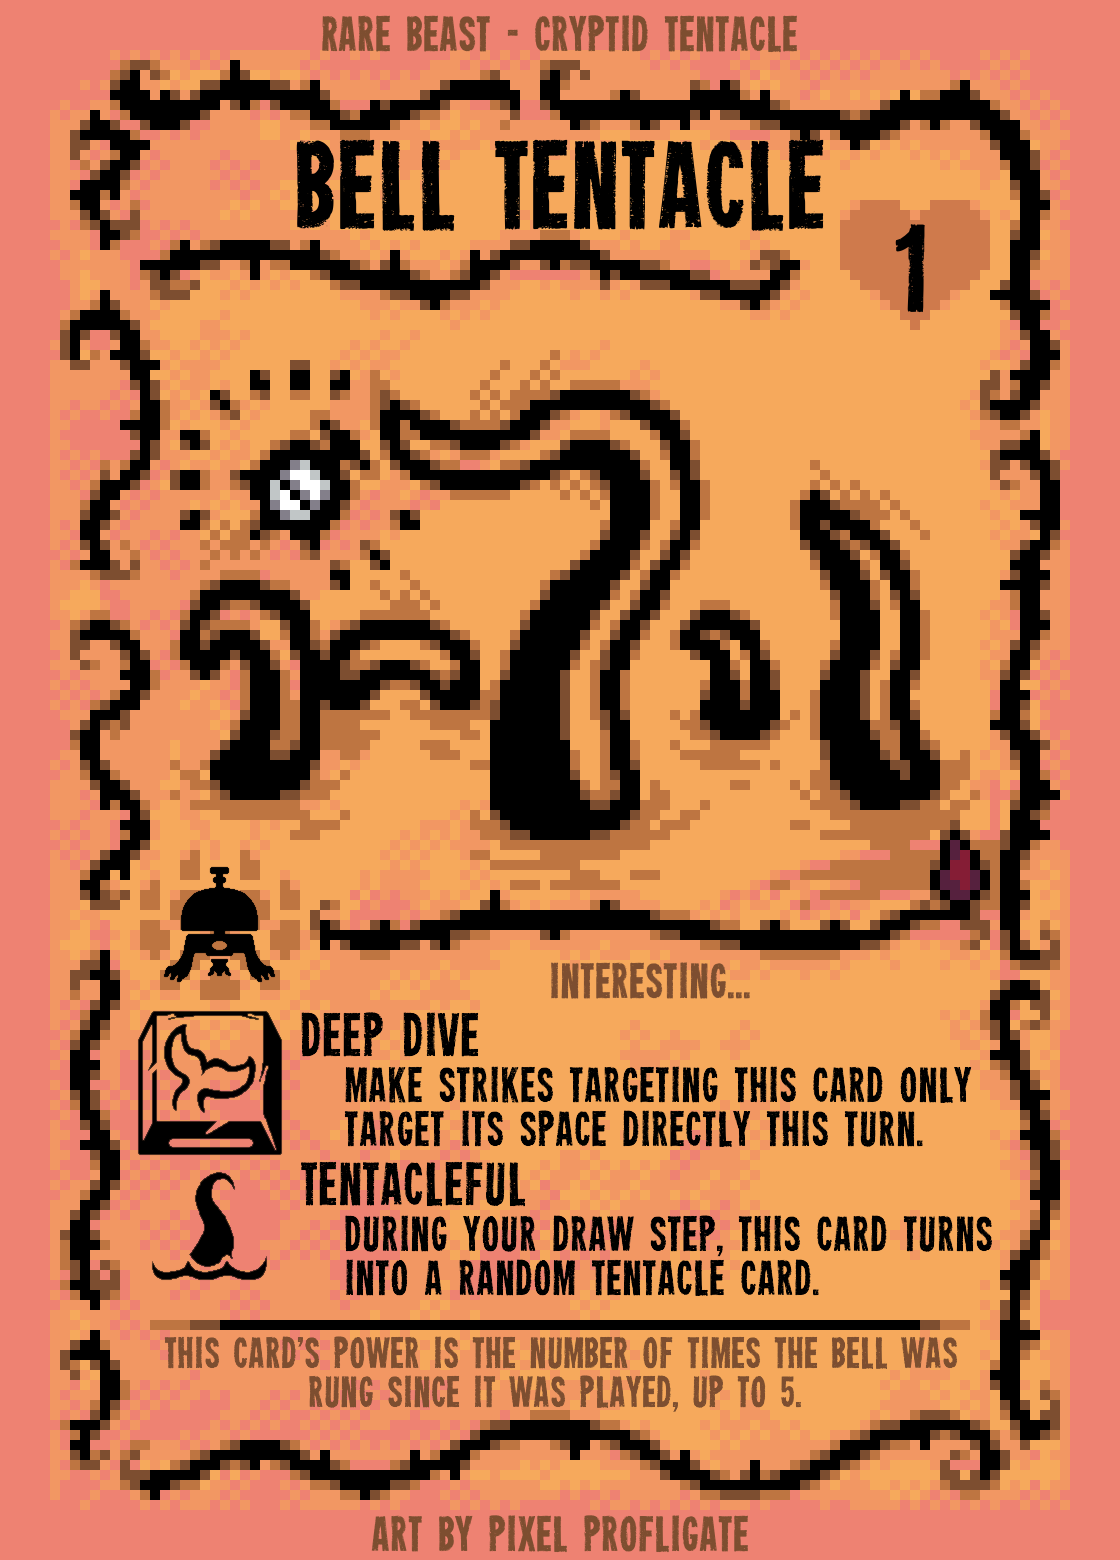 RARE BEAST - CRYPTID TENTACLE
BELL TENTACLE
1
INTERESTING...
DEEP DIVE
MAKE STRIKES TARGETING THIS CARD ONLY
TARGET ITS SPACE DIRECTLY THIS TURN.
TENTACLEFUL
DURING YOUR DRAW STEP, THIS CARD TURNS
INTO A RANDOM TENTACLE CARD.
THIS CARD'S POWER IS THE NUMBER OF TIMES THE BELL WAS
RUNG SINCE IT WAS PLAYED, UP TO 5.
ART BY PIXEL PROFLIGATE